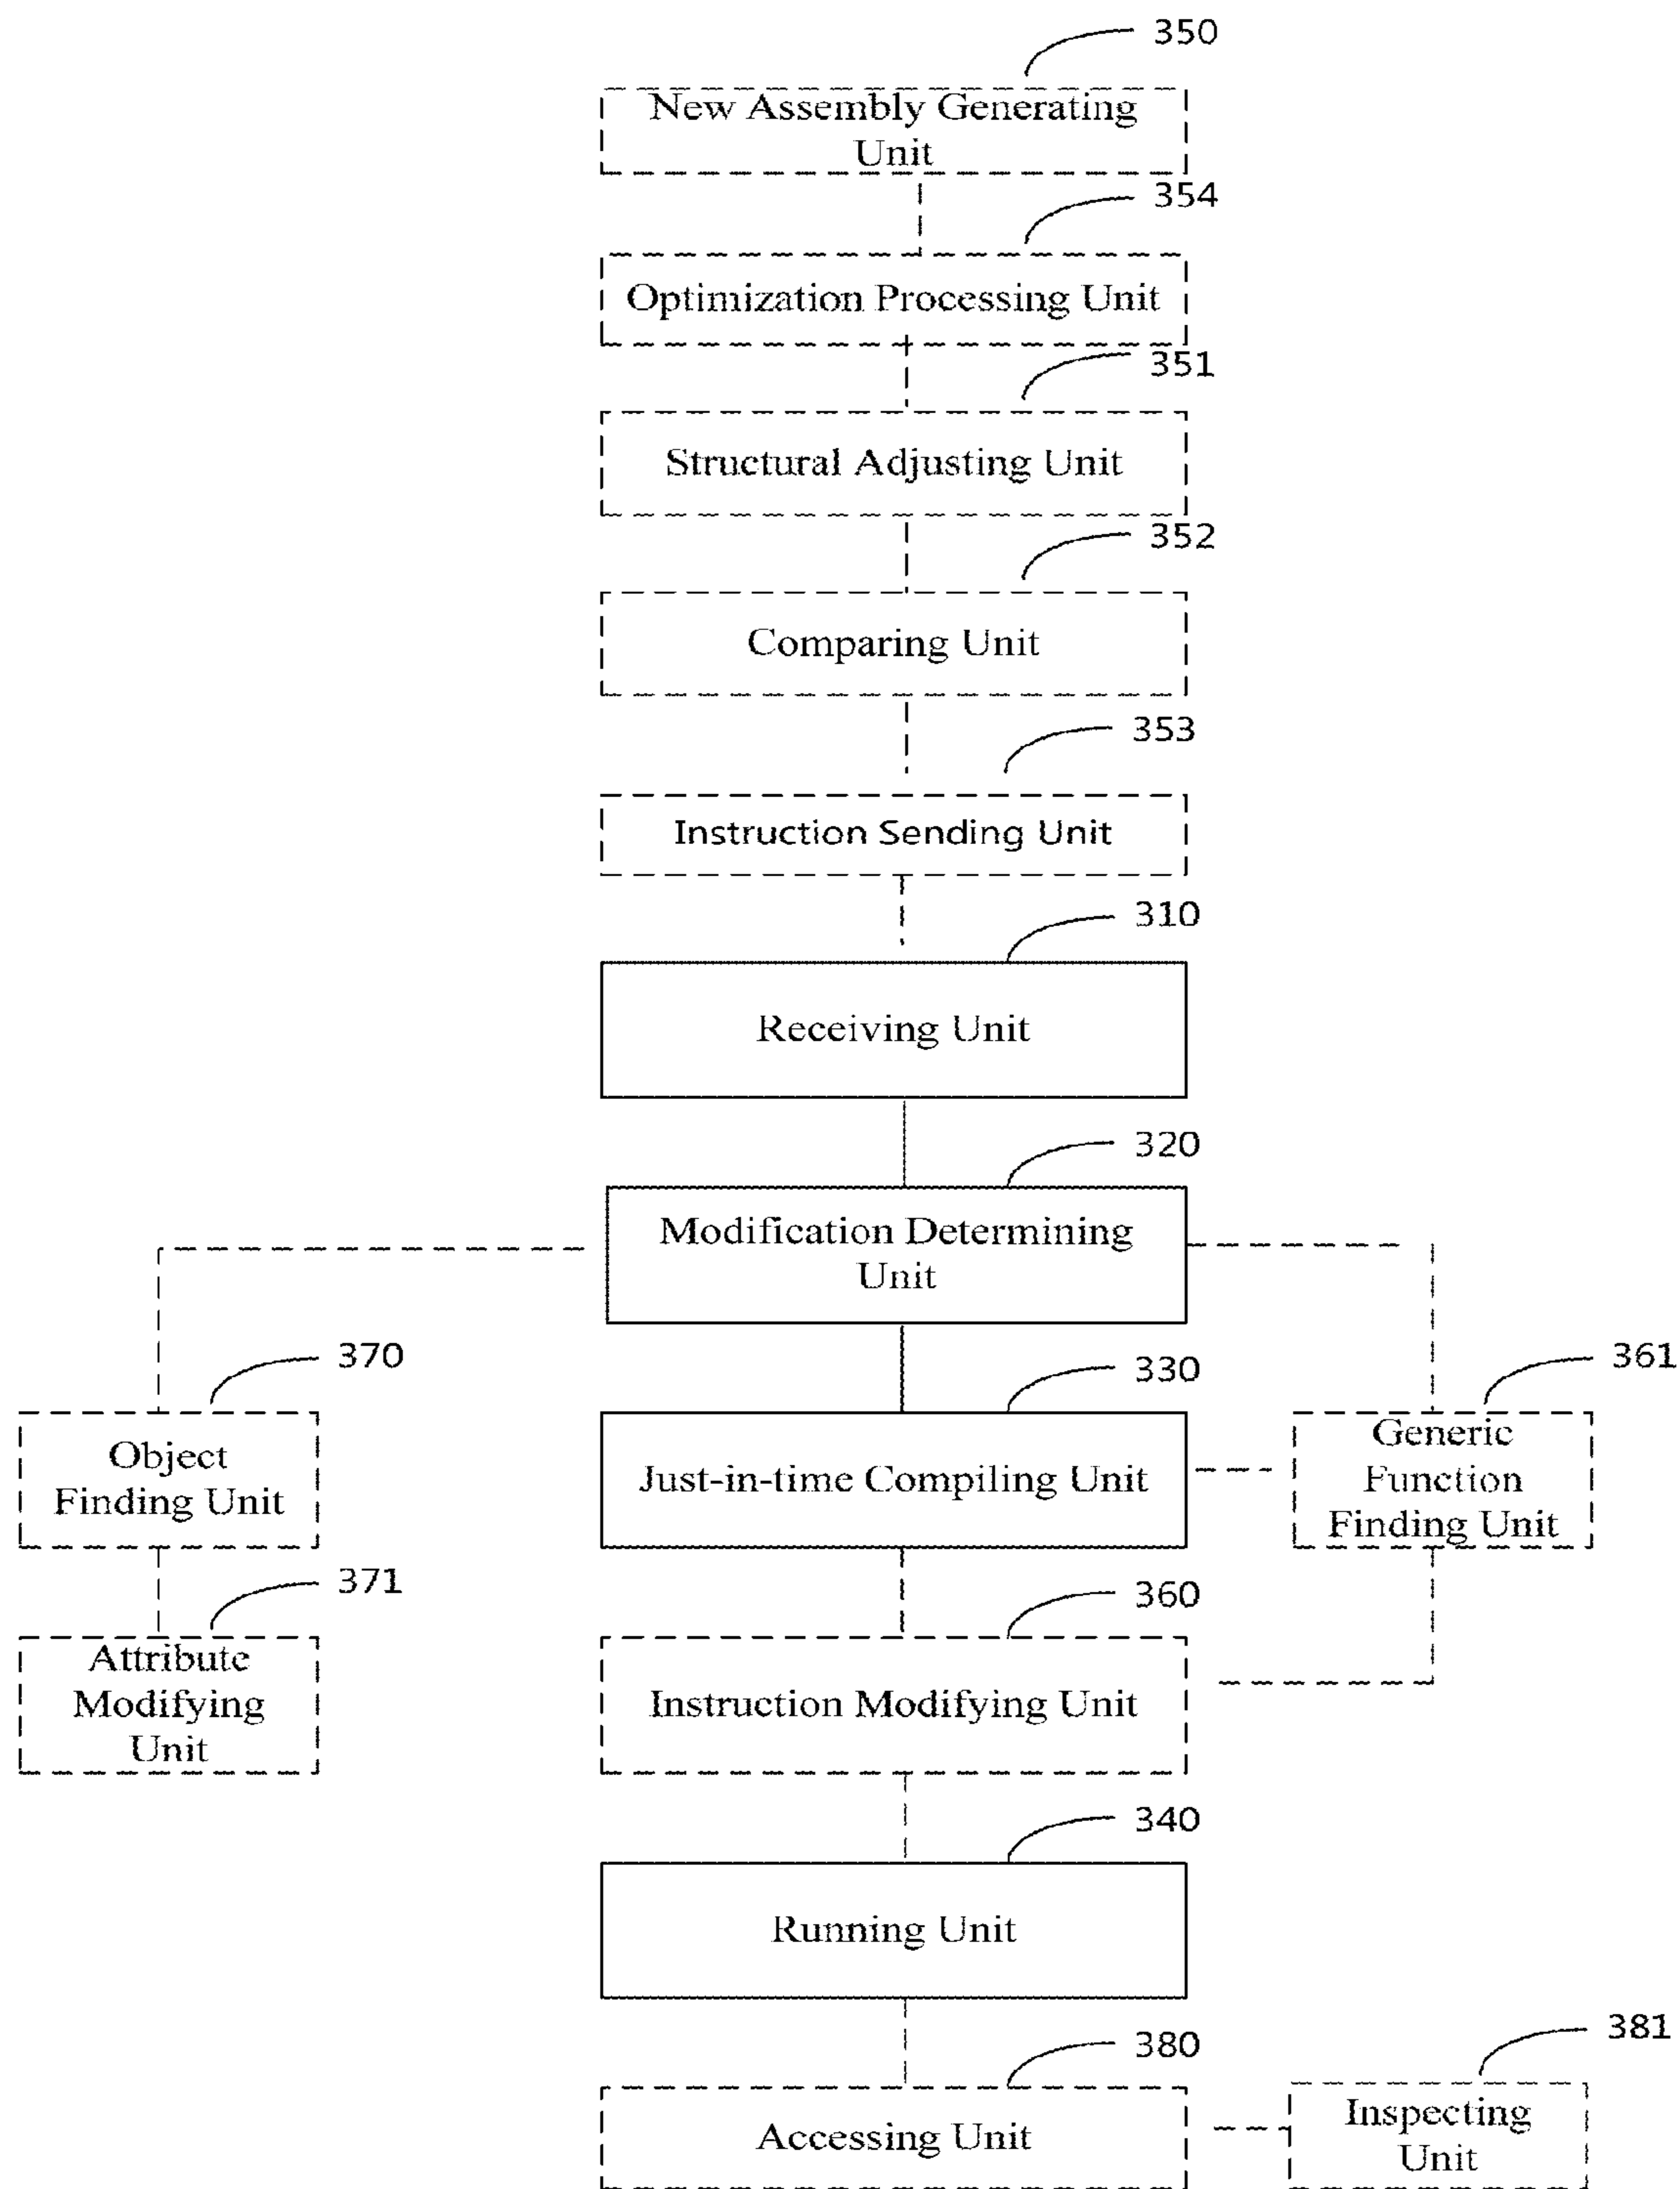 350
New Assembly Generating
Unit
354
Optimization Processing Unit
351
Structural Adjusting Unit
352
Comparing Unit
353
Instruction Sending Unit
310
Receiving Unit
320
Modification Determining
Unit
370
330
361
Object
Finding Unit
Just-in-time Compiling Unit
Generic
Function
Finding Unit
371
360
Attribute
Modifying
Unit
Instruction Modifying Unit
340
Running Unit
380
381
Accessing Unit
Inspecting
Unit